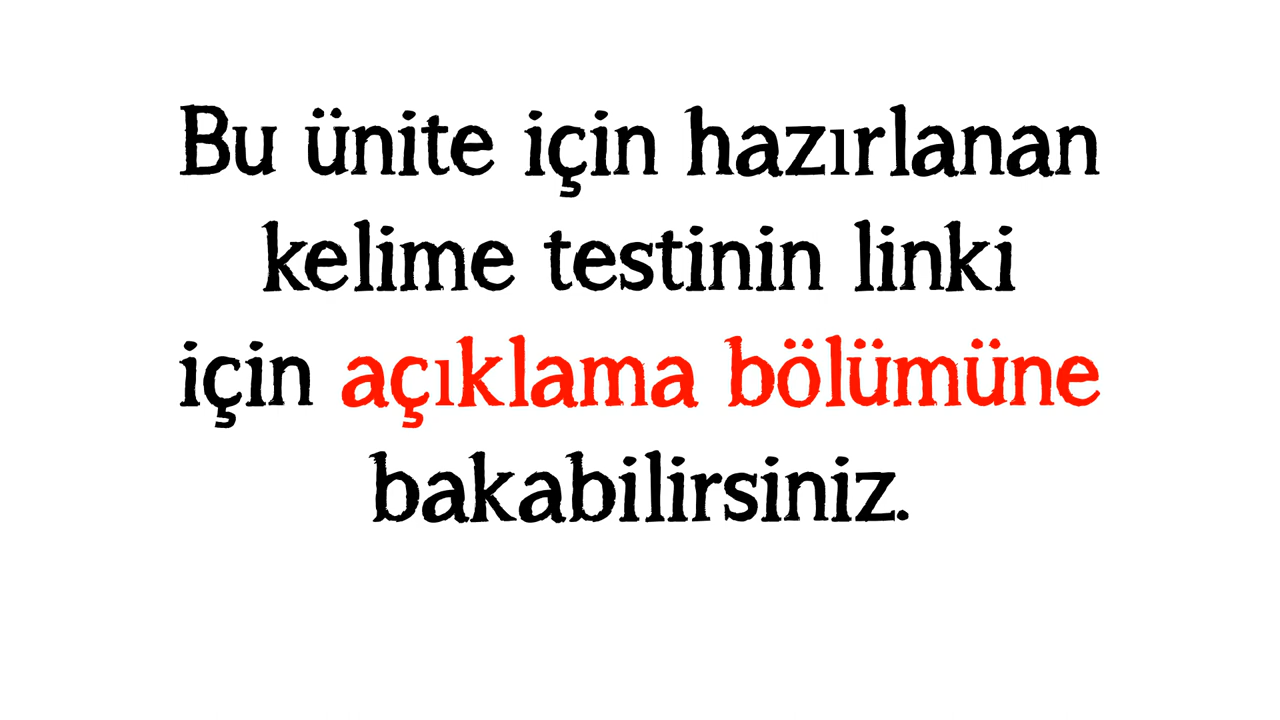 Bu ünite için hazırlanan
kelime testinin linki
için açıklama bölümüne
bakabilirsiniz.